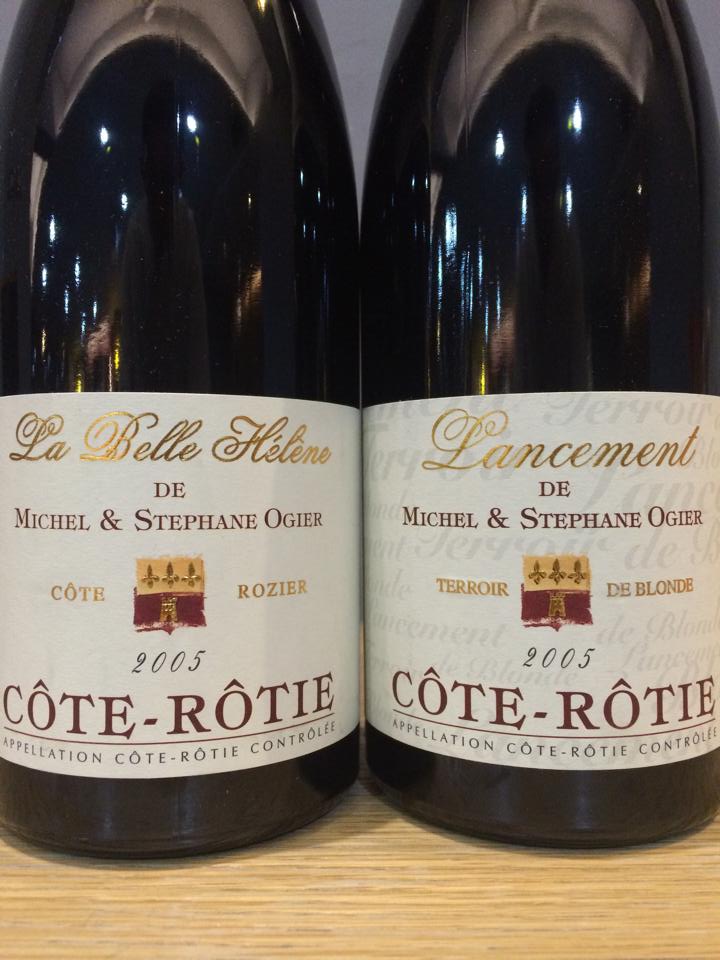 La Belle Hélène
DE
MICHEL & STEPHANE OGIER
CÔTE ROZIER
2005
CÔTE-RÔTIE
APPELLATION CÔTE-RÔTIE CONTRÔLÉE
Lancement
DE
MICHEL & STEPHANE OGIER
TERROIR DE BLONDE
2005
CÔTE-RÔTIE
APPELLATION CÔTE-RÔTIE CONTRÔLÉE